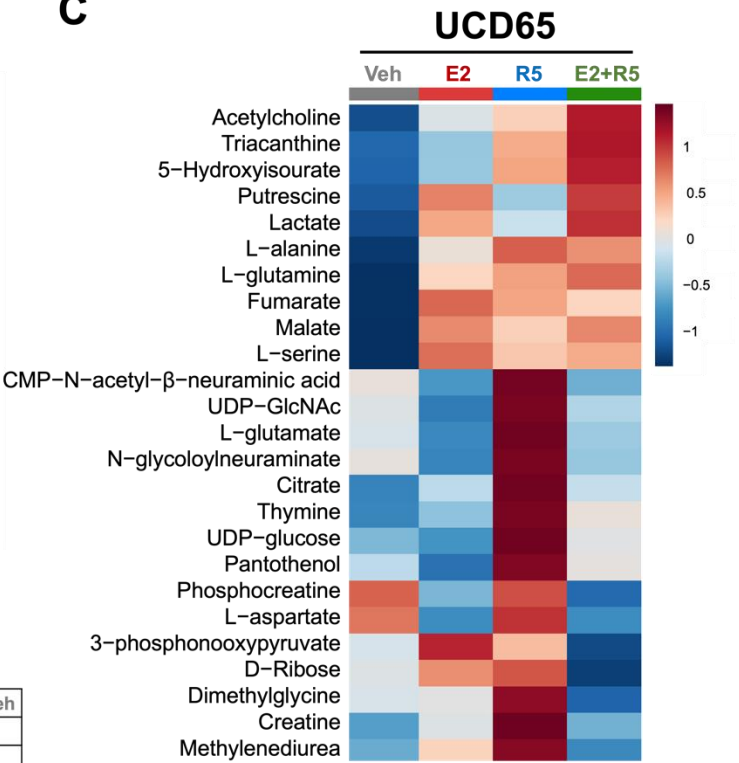 C
UCD65
Veh E2 R5 E2+R5
Acetylcholine
Triacanthine
5−Hydroxyisourate
Putrescine
Lactate
L−alanine
L−glutamine
Fumarate
Malate
L−serine
CMP−N−acetyl−β−neuraminic acid
UDP−GlcNAc
L−glutamate
N−glycoloylneuraminate
Citrate
Thymine
UDP−glucose
Pantothenol
Phosphocreatine
L−aspartate
3−phosphonooxypyruvate
D−Ribose
Dimethylglycine
Creatine
Methylenediurea
1
0.5
0
−0.5
−1
eh